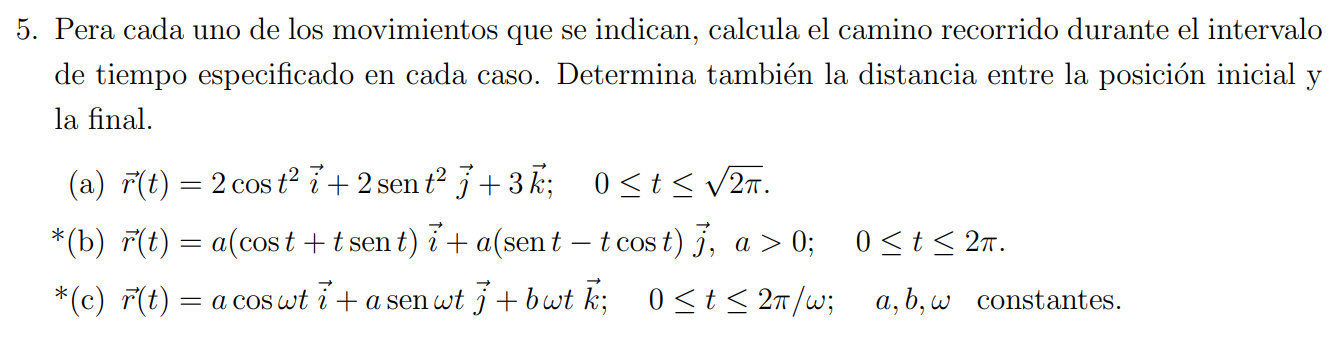 5. Pera cada uno de los movimientos que se indican, calcula el camino recorrido durante el intervalo
de tiempo especificado en cada caso. Determina también la distancia entre la posición inicial y
la final.
(a) r⃗(t) = 2 cos t² i⃗ + 2 sen t² j⃗ + 3 k⃗; 0 ≤ t ≤ √2π.
*(b) r⃗(t) = a(cos t + t sen t) i⃗ + a(sen t − t cos t) j⃗, a > 0; 0 ≤ t ≤ 2π.
*(c) r⃗(t) = a cos ωt i⃗ + a sen ωt j⃗ + bωt k⃗; 0 ≤ t ≤ 2π/ω; a, b, ω constantes.